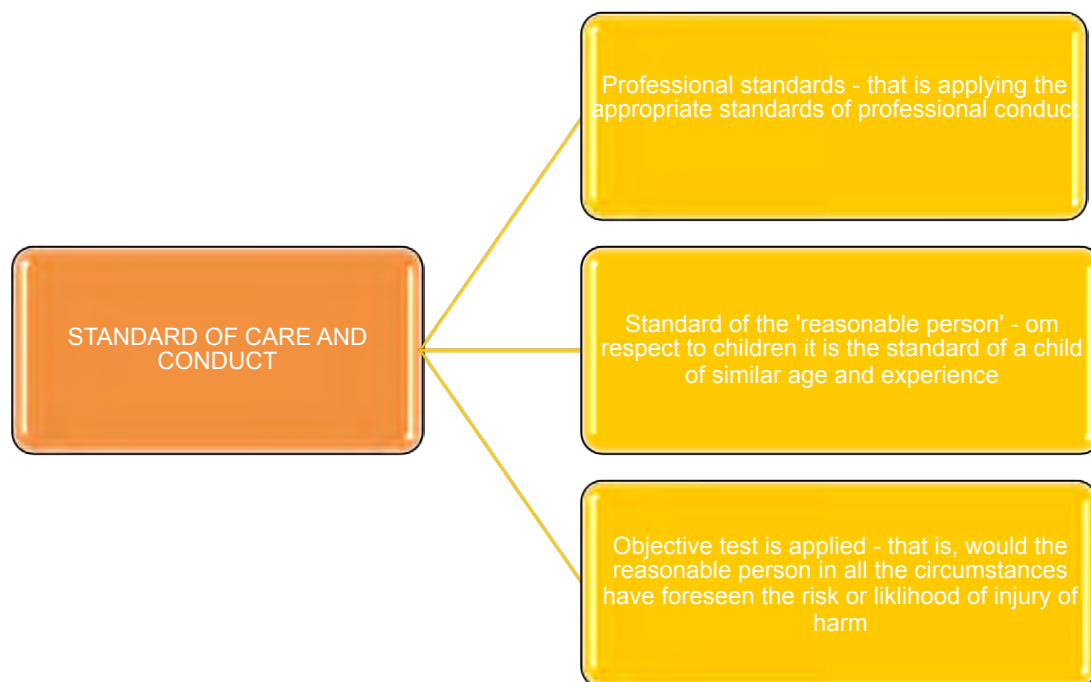 Professional standards - that is applying the
appropriate standards of professional conduct
STANDARD OF CARE AND
CONDUCT
Standard of the 'reasonable person' - om
respect to children it is the standard of a child
of similar age and experience
Objective test is applied - that is, would the
reasonable person in all the circumstances
have foreseen the risk or liklihood of injury of
harm